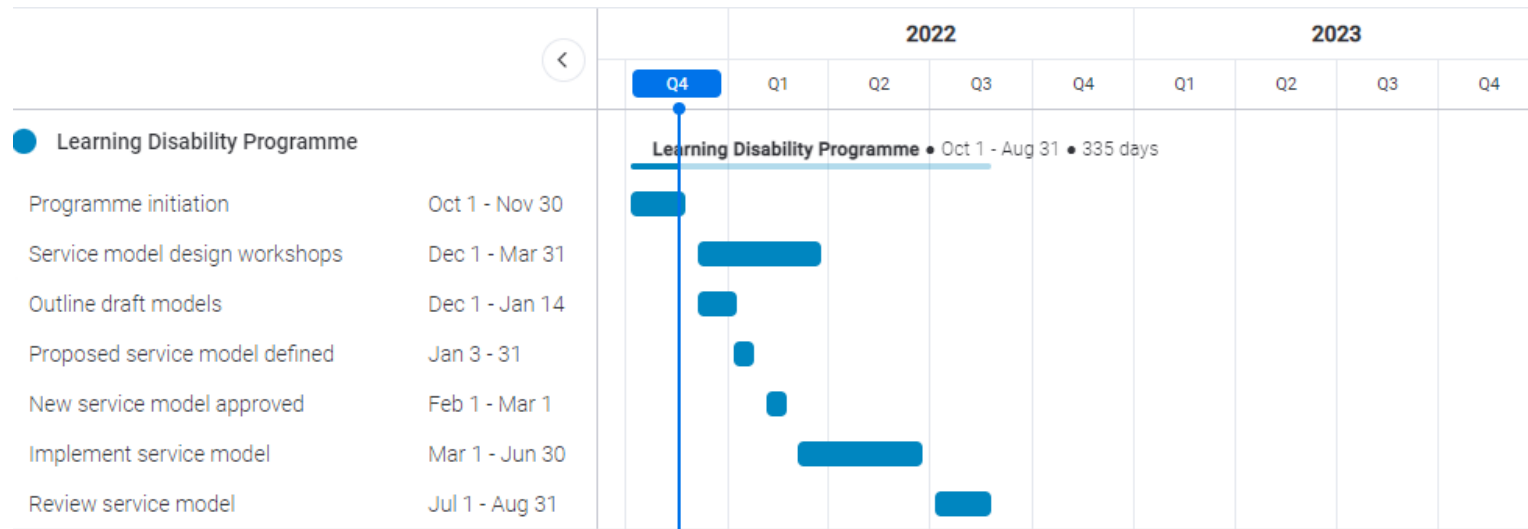 2022 2023
Q4 Q1 Q2 Q3 Q4 Q1 Q2 Q3 Q4
Learning Disability Programme
Learning Disability Programme • Oct 1 - Aug 31 • 335 days
Programme initiation Oct 1 - Nov 30
Service model design workshops Dec 1 - Mar 31
Outline draft models Dec 1 - Jan 14
Proposed service model defined Jan 3 - 31
New service model approved Feb 1 - Mar 1
Implement service model Mar 1 - Jun 30
Review service model Jul 1 - Aug 31